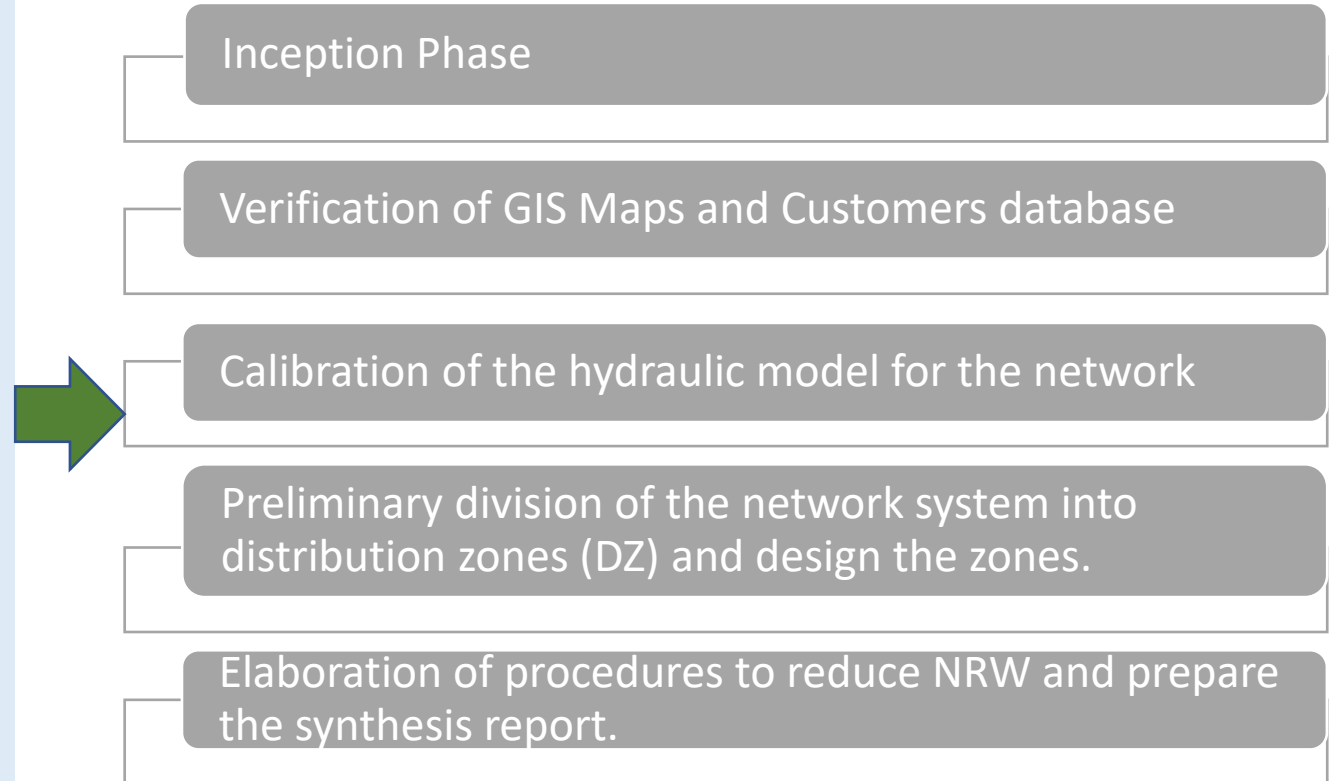 Inception Phase
Verification of GIS Maps and Customers database
Calibration of the hydraulic model for the network
Preliminary division of the network system into
distribution zones (DZ) and design the zones.
Elaboration of procedures to reduce NRW and prepare
the synthesis report.